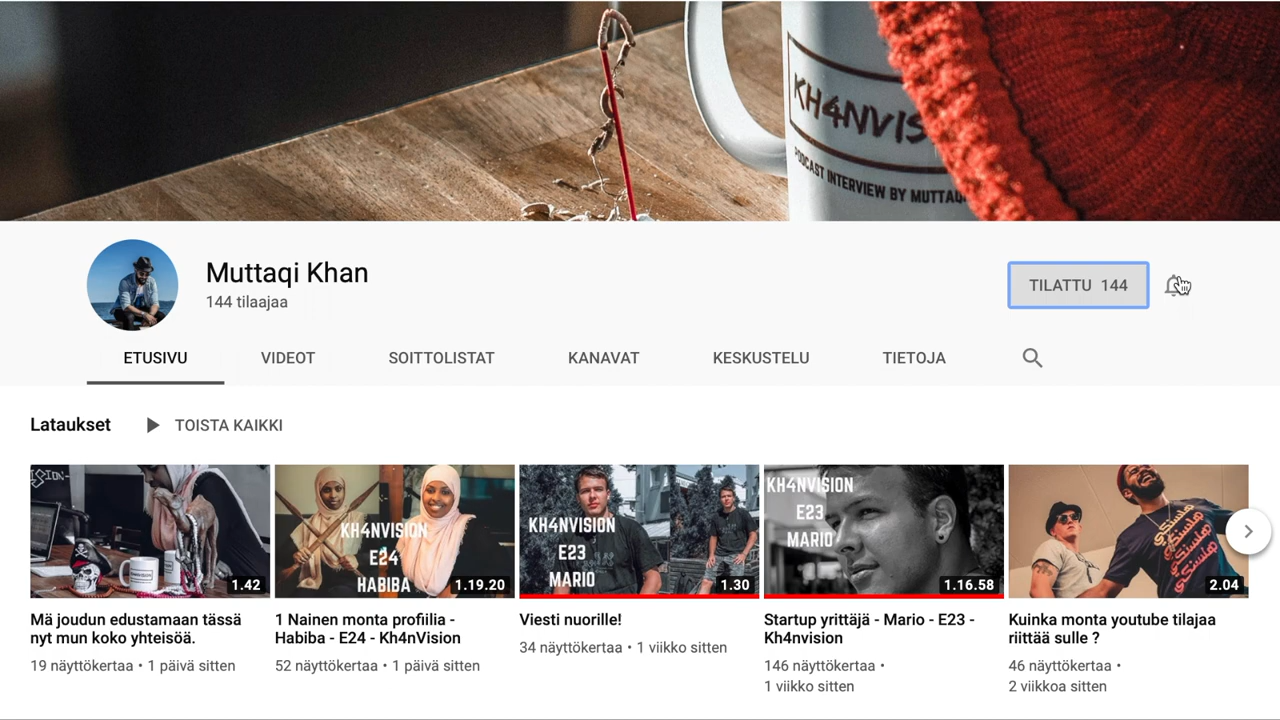 KH4NVIS
PODCAST INTERVIEW BY MUTTAQ
Muttaqi Khan
144 tilaajaa
TILATTU 144
ETUSIVU VIDEOT SOITTOLISTAT KANAVAT KESKUSTELU TIETOJA
Lataukset TOISTA KAIKKI
1.42
KH4NVISION
E24
HABIBA
1.19.20
KH4NVISION
E23
MARIO
1.30
KH4NVISION
E23
MARIO
1.16.58
2.04
Mä joudun edustamaan tässä
nyt mun koko yhteisöä.
19 näyttökertaa • 1 päivä sitten
1 Nainen monta profiilia -
Habiba - E24 - Kh4nVision
52 näyttökertaa • 1 päivä sitten
Viesti nuorille!
34 näyttökertaa • 1 viikko sitten
Startup yrittäjä - Mario - E23 -
Kh4nvision
146 näyttökertaa •
1 viikko sitten
Kuinka monta youtube tilajaa
riittää sulle ?
46 näyttökertaa •
2 viikkoa sitten